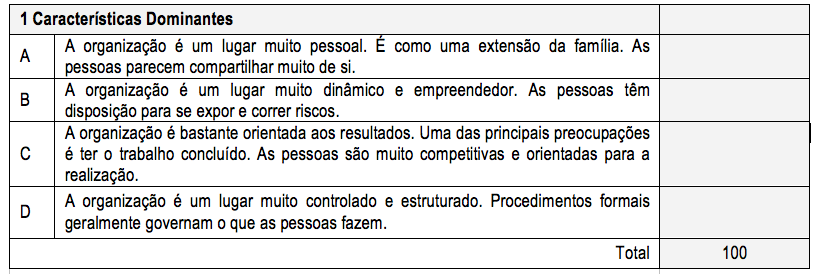 1 Características Dominantes
A
A organização é um lugar muito pessoal. É como uma extensão da família. As
pessoas parecem compartilhar muito de si.
B
A organização é um lugar muito dinâmico e empreendedor. As pessoas têm
disposição para se expor e correr riscos.
C
A organização é bastante orientada aos resultados. Uma das principais preocupações
é ter o trabalho concluído. As pessoas são muito competitivas e orientadas para a
realização.
D
A organização é um lugar muito controlado e estruturado. Procedimentos formais
geralmente governam o que as pessoas fazem.
Total 100